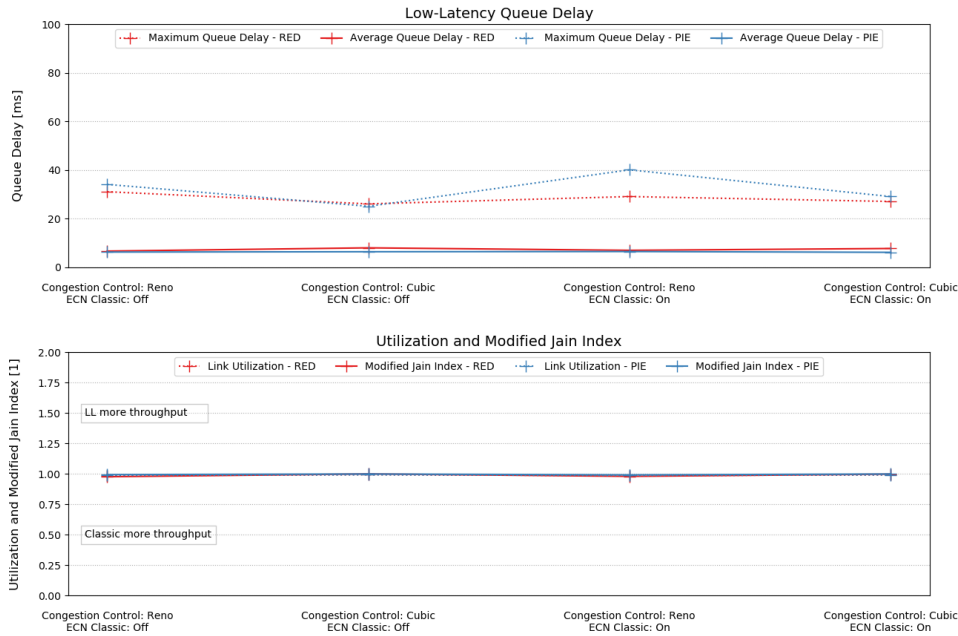 Low-Latency Queue Delay
Maximum Queue Delay - RED
Average Queue Delay - RED
Maximum Queue Delay - PIE
Average Queue Delay - PIE
Queue Delay [ms]
100
80
60
40
20
0
Congestion Control: Reno
ECN Classic: Off
Congestion Control: Cubic
ECN Classic: Off
Congestion Control: Reno
ECN Classic: On
Congestion Control: Cubic
ECN Classic: On
Utilization and Modified Jain Index
Link Utilization - RED
Modified Jain Index - RED
Link Utilization - PIE
Modified Jain Index - PIE
Utilization and Modified Jain Index [1]
2.00
1.75
1.50
1.25
1.00
0.75
0.50
0.25
0.00
LL more throughput
Classic more throughput
Congestion Control: Reno
ECN Classic: Off
Congestion Control: Cubic
ECN Classic: Off
Congestion Control: Reno
ECN Classic: On
Congestion Control: Cubic
ECN Classic: On